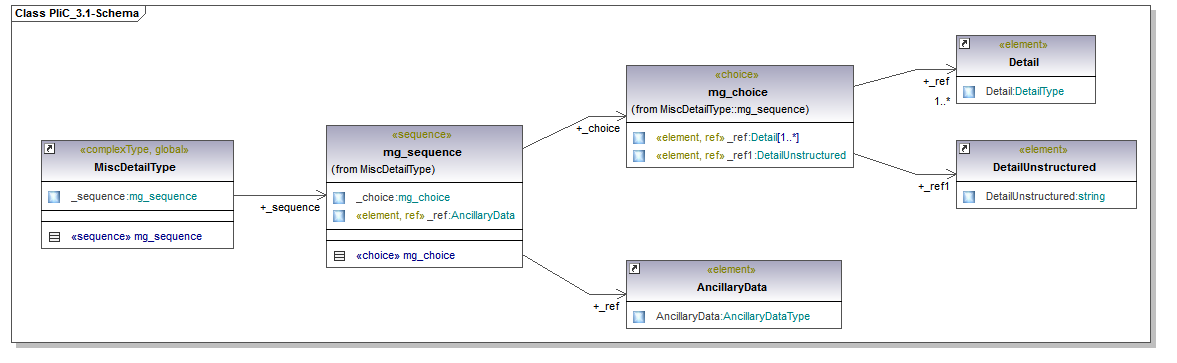 Class PliC_3.1-Schema
«complexType, global»
MiscDetailType
_sequence:mg_sequence
«sequence» mg_sequence
+_sequence
«sequence»
mg_sequence
(from MiscDetailType)
_choice:mg_choice
«element, ref» _ref:AncillaryData
«choice» mg_choice
+_choice
«choice»
mg_choice
(from MiscDetailType::mg_sequence)
«element, ref» _ref:Detail[1..*]
«element, ref» _ref1:DetailUnstructured
+_ref
1..*
«element»
Detail
Detail:DetailType
+_ref1
«element»
DetailUnstructured
DetailUnstructured:string
+_ref
«element»
AncillaryData
AncillaryData:AncillaryDataType